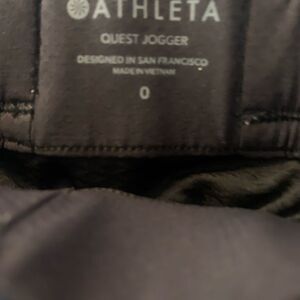 ATHLETA
QUEST JOGGER
DESIGNED IN SAN FRANCISCO
MADE IN VIETNAM
0